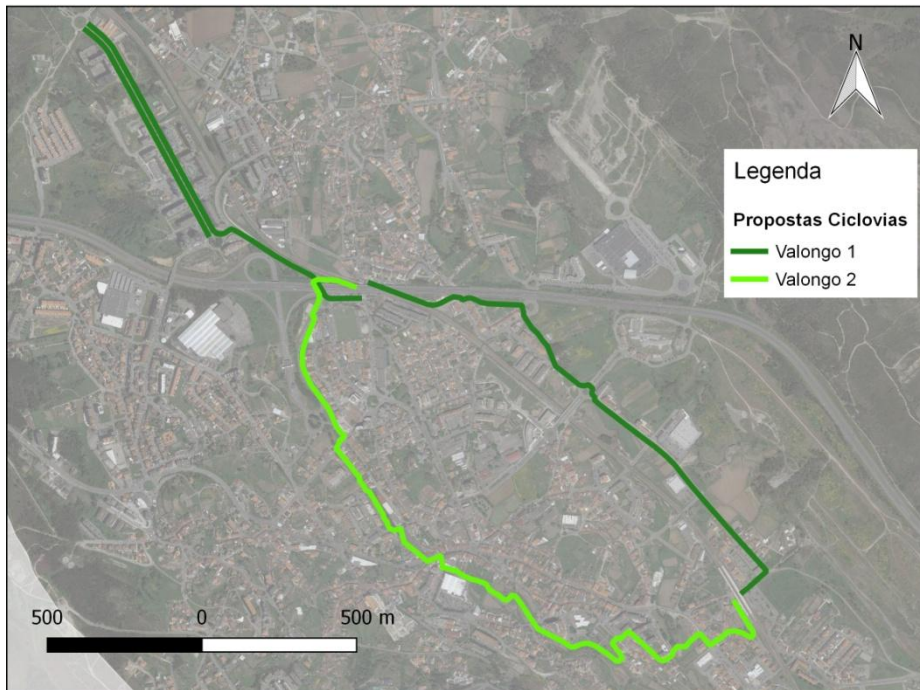 N
Legenda
Propostas Ciclovias
Valongo 1
Valongo 2
500 0 500 m